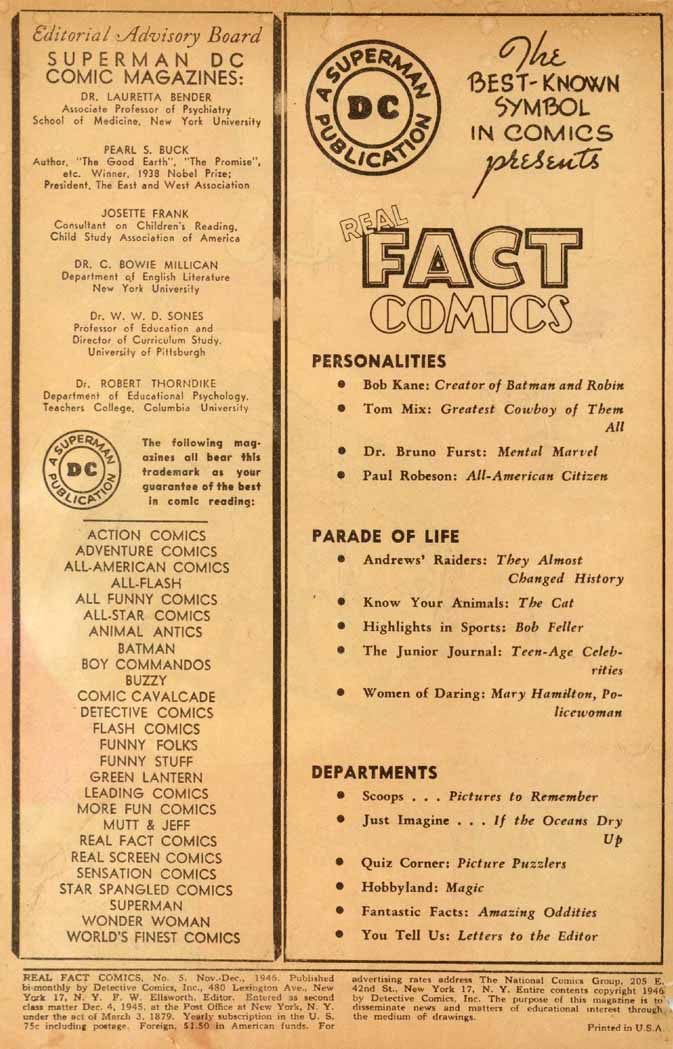 Editorial Advisory Board
SUPERMAN DC
COMIC MAGAZINES:
DR. LAURETTA BENDER
Associate Professor of Psychiatry
School of Medicine, New York University
PEARL S. BUCK
Author, "The Good Earth", "The Promise",
etc. Winner, 1938 Nobel Prize;
President, The East and West Association
JOSETTE FRANK
Consultant on Children's Reading,
Child Study Association of America
DR. C. BOWIE MILLICAN
Department of English Literature
New York University
Dr. W. W. D. SONES
Professor of Education and
Director of Curriculum Study,
University of Pittsburgh
Dr. ROBERT THORNDIKE
Department of Educational Psychology,
Teachers College, Columbia University
A SUPERMAN
DC
PUBLICATION
The following mag-
azines all bear this
trademark as your
guarantee of the best
in comic reading:
ACTION COMICS
ADVENTURE COMICS
ALL-AMERICAN COMICS
ALL-FLASH
ALL FUNNY COMICS
ALL-STAR COMICS
ANIMAL ANTICS
BATMAN
BOY COMMANDOS
BUZZY
COMIC CAVALCADE
DETECTIVE COMICS
FLASH COMICS
FUNNY FOLKS
FUNNY STUFF
GREEN LANTERN
LEADING COMICS
MORE FUN COMICS
MUTT & JEFF
REAL FACT COMICS
REAL SCREEN COMICS
SENSATION COMICS
STAR SPANGLED COMICS
SUPERMAN
WONDER WOMAN
WORLD'S FINEST COMICS
A SUPERMAN
DC
PUBLICATION
The
BEST-KNOWN
SYMBOL
IN COMICS
presents
REAL
FACT
COMICS
PERSONALITIES
• Bob Kane: Creator of Batman and Robin
• Tom Mix: Greatest Cowboy of Them
All
• Dr. Bruno Furst: Mental Marvel
• Paul Robeson: All-American Citizen
PARADE OF LIFE
• Andrews' Raiders: They Almost
Changed History
• Know Your Animals: The Cat
• Highlights in Sports: Bob Feller
• The Junior Journal: Teen-Age Celeb-
rities
• Women of Daring: Mary Hamilton, Po-
licewoman
DEPARTMENTS
• Scoops . . . Pictures to Remember
• Just Imagine . . . If the Oceans Dry
Up
• Quiz Corner: Picture Puzzlers
• Hobbyland: Magic
• Fantastic Facts: Amazing Oddities
• You Tell Us: Letters to the Editor
REAL FACT COMICS, No. 5, Nov.-Dec., 1946. Published
bi-monthly by Detective Comics, Inc., 480 Lexington Ave., New
York 17, N. Y. F. W. Ellsworth, Editor. Entered as second
class matter Dec. 4, 1945, at the Post Office at New York, N. Y.
under the act of March 3, 1879. Yearly subscription in the U. S.
75c including postage. Foreign, $1.50 in American funds. For
advertising rates address The National Comics Group, 205 E.
42nd St., New York 17, N. Y. Entire contents copyright 1946
by Detective Comics, Inc. The purpose of this magazine is to
disseminate news and matters of educational interest through
the medium of drawings.
Printed in U.S.A.